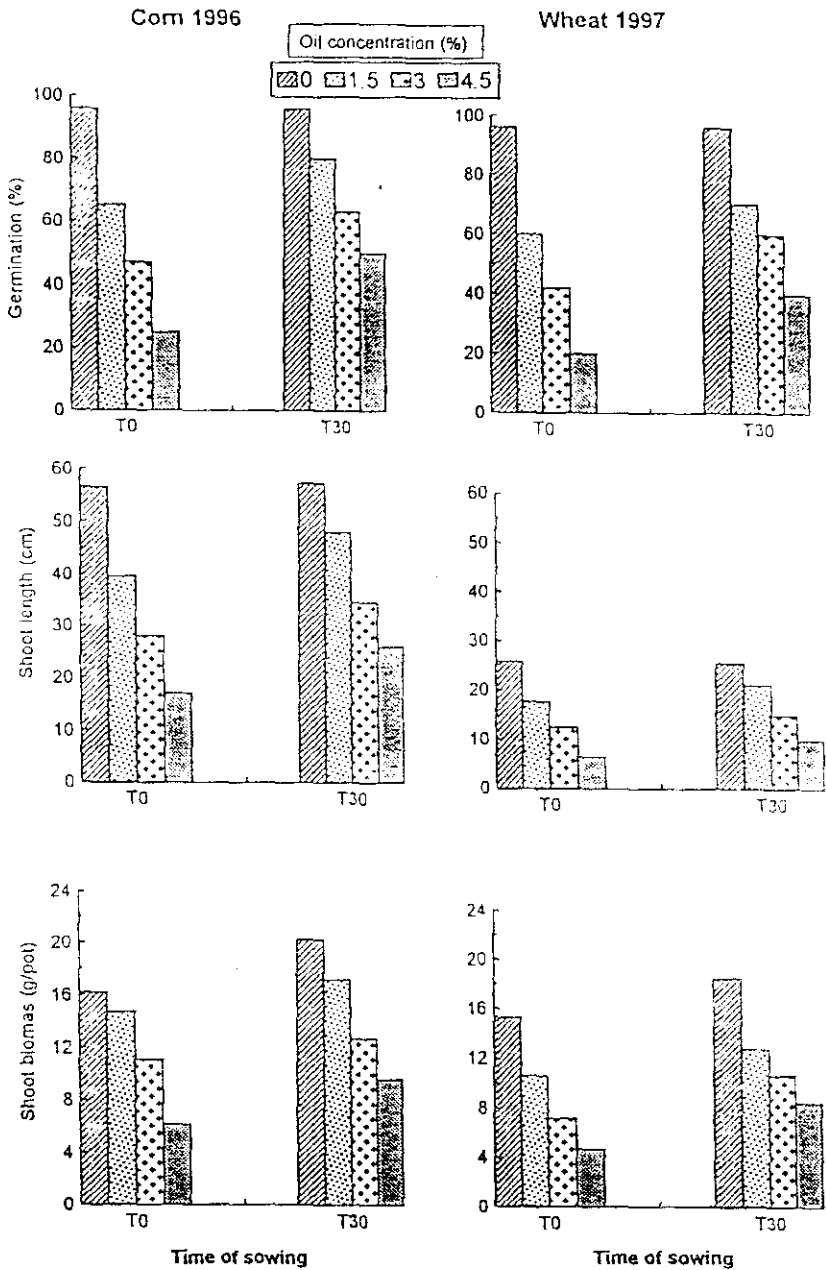 Corn 1996
Wheat 1997
Oil concentration (%)
0 1.5 3 4.5
Germination (%)
100
80
60
40
20
0
T0 T30
100
80
60
40
20
0
T0 T30
Shoot length (cm)
60
50
40
30
20
10
0
T0 T30
60
50
40
30
20
10
0
T0 T30
Shoot biomas (g/pot)
24
20
16
12
8
4
0
T0 T30
Time of sowing
24
20
16
12
8
4
0
T0 T30
Time of sowing